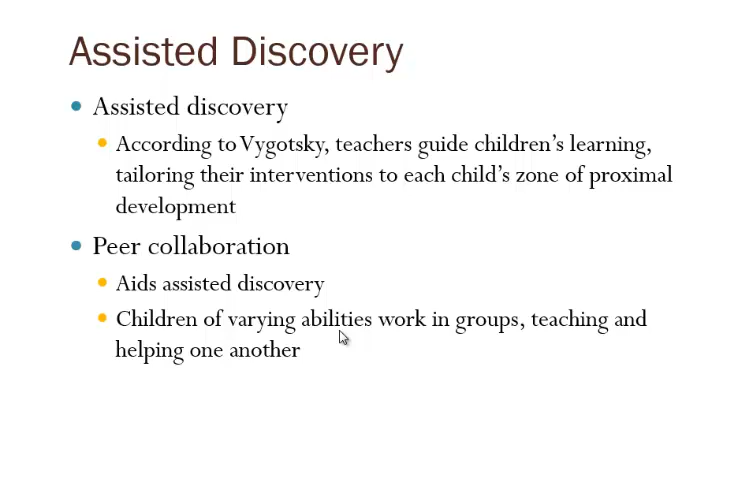 Assisted Discovery
Assisted discovery
According to Vygotsky, teachers guide children's learning,
tailoring their interventions to each child's zone of proximal
development
Peer collaboration
Aids assisted discovery
Children of varying abilities work in groups, teaching and
helping one another